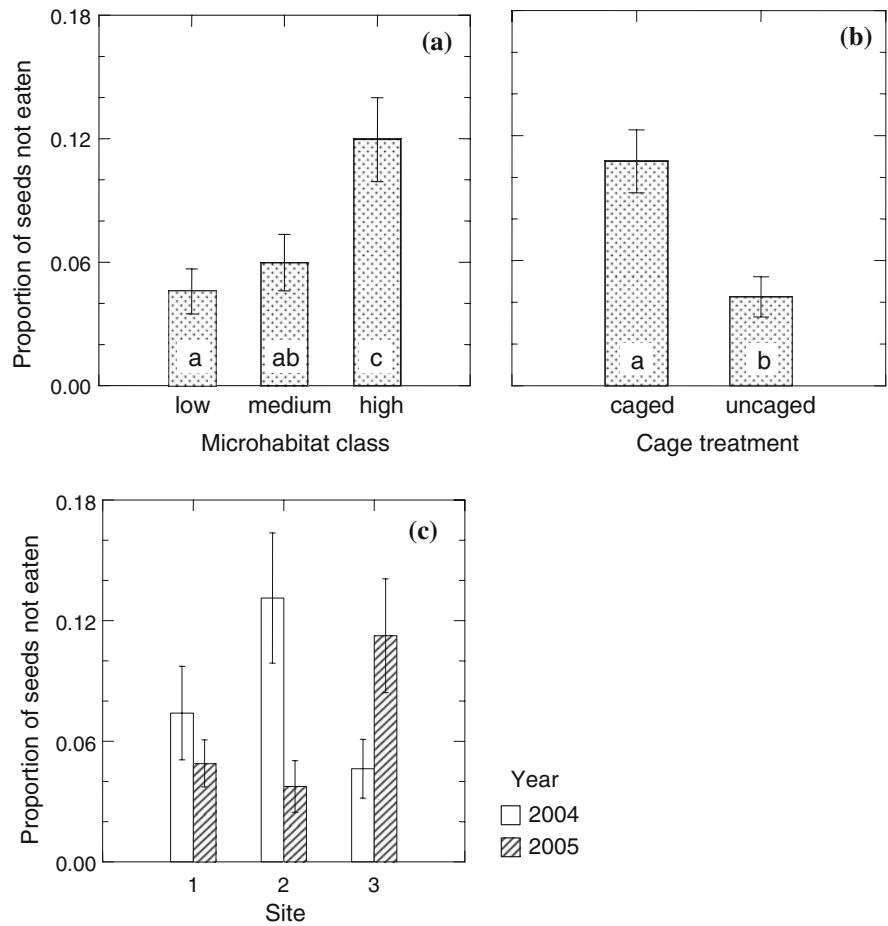 (a)
Proportion of seeds not eaten
0.18
0.12
0.06
0.00
a
ab
c
low medium high
Microhabitat class
(b)
a
b
caged uncaged
Cage treatment
(c)
Proportion of seeds not eaten
0.18
0.12
0.06
0.00
1 2 3
Site
Year
2004
2005